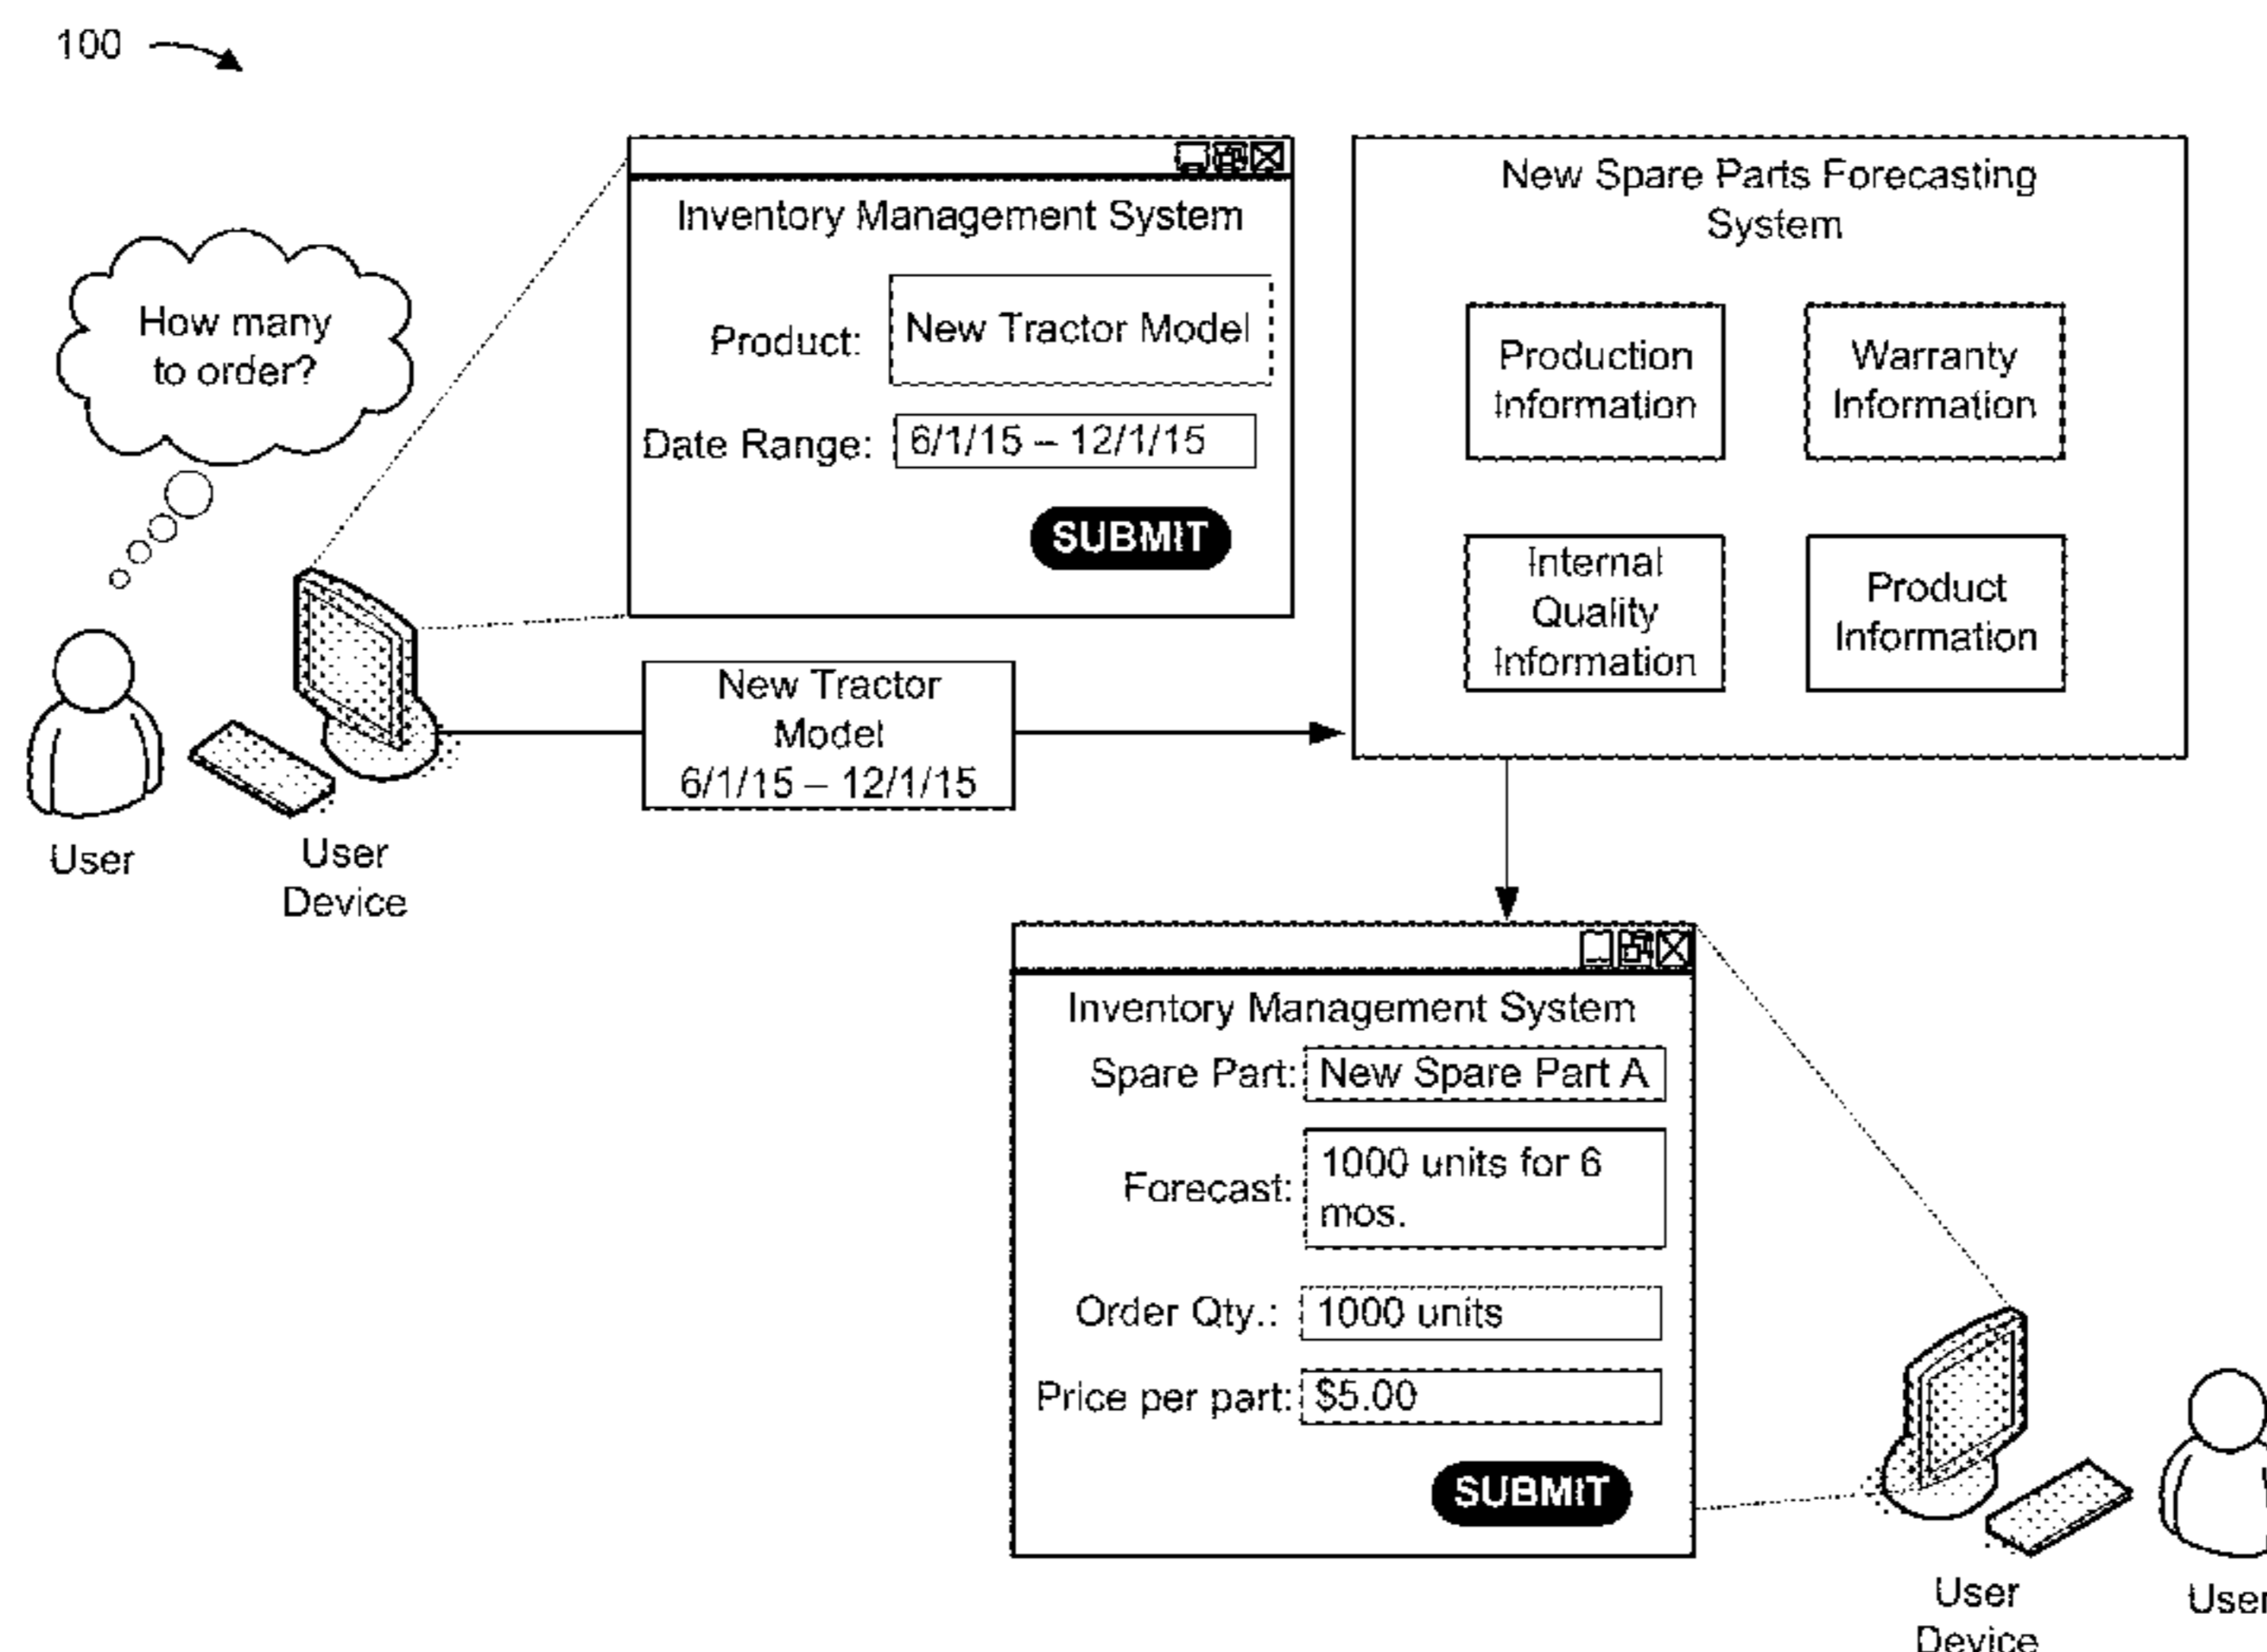 100
How many
to order?
Inventory Management System
Product:
New Tractor Model
Date Range:
6/1/15 – 12/1/15
SUBMIT
New Spare Parts Forecasting
System
Production
Information
Warranty
Information
Internal
Quality
Information
Product
Information
New Tractor
Model
6/1/15 – 12/1/15
User
User
Device
Inventory Management System
Spare Part:
New Spare Part A
Forecast:
1000 units for 6
mos.
Order Qty.:
1000 units
Price per part:
$5.00
SUBMIT
User
Device
User